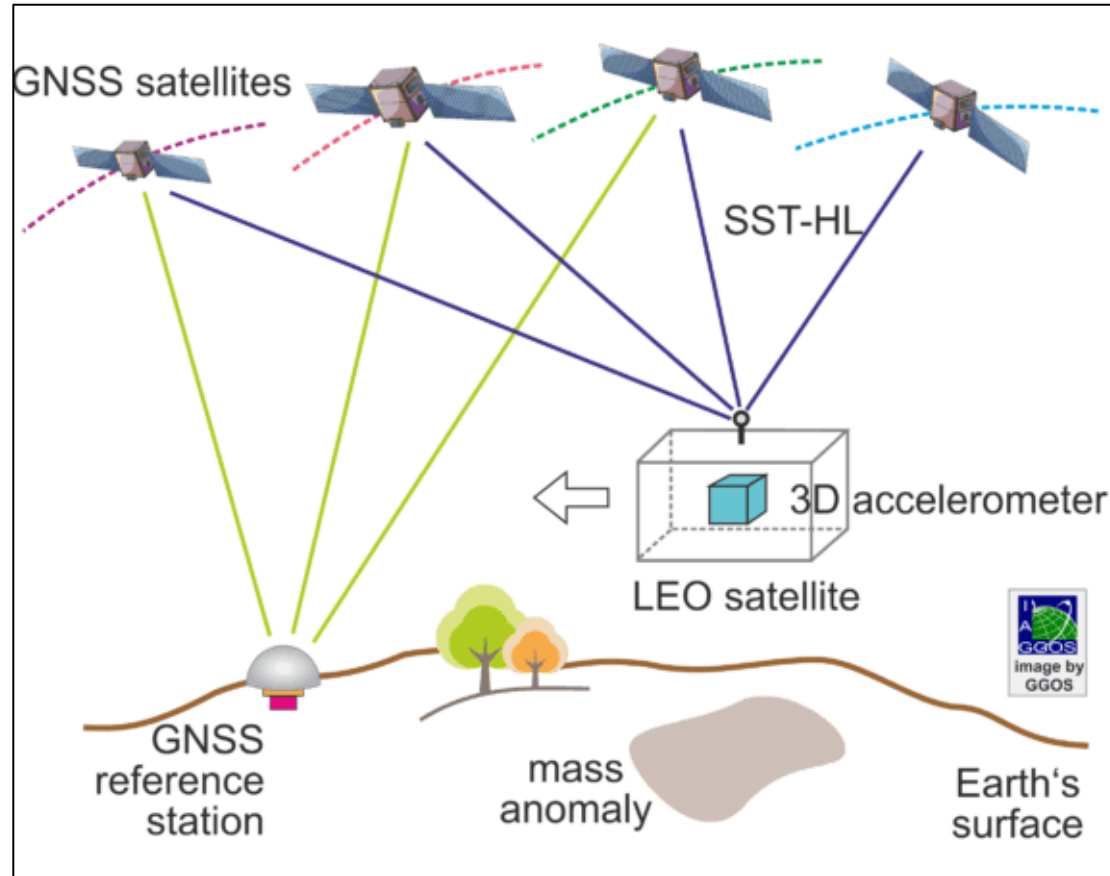 GNSS satellites
SST-HL
3D accelerometer
LEO satellite
I
A
G
GGOS
image by
GGOS
GNSS
reference
station
mass
anomaly
Earth‘s
surface